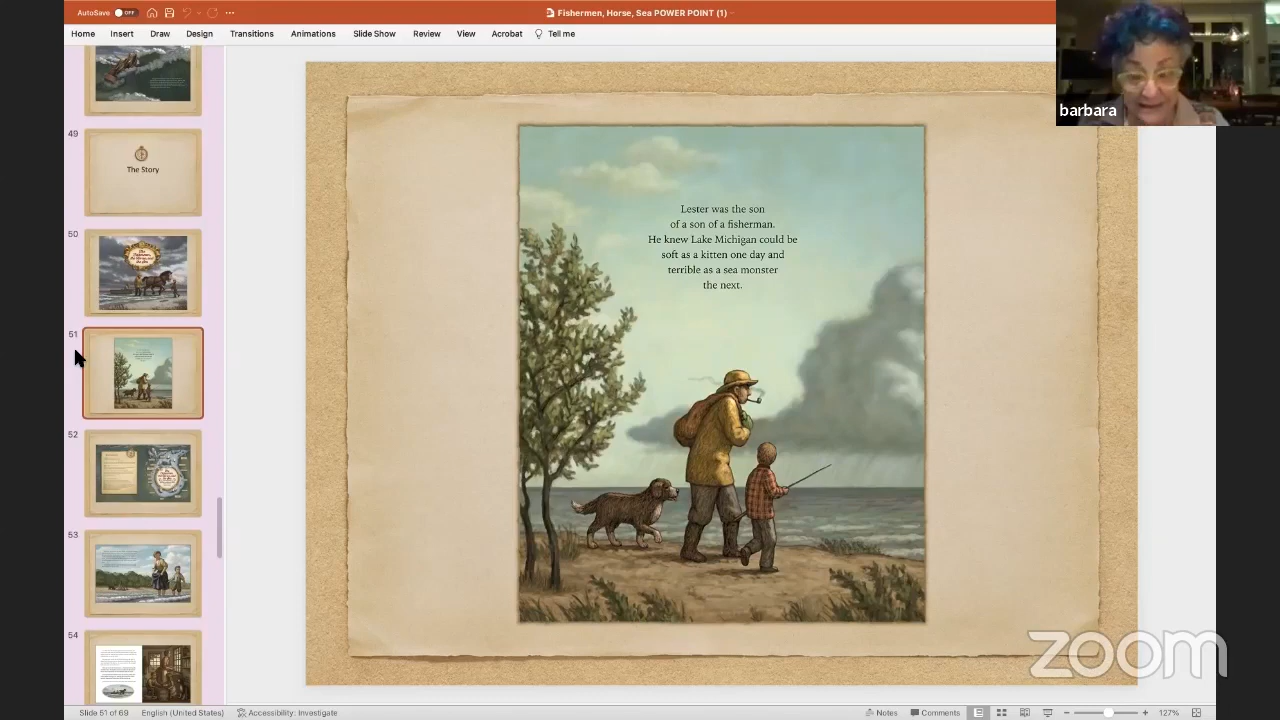 AutoSave OFF
Fishermen, Horse, Sea POWER POINT (1)
Home Insert Draw Design Transitions Animations Slide Show Review View Acrobat Tell me
barbara
49
The Story
50
51
52
53
54
Lester was the son
of a son of a fisherman.
He knew Lake Michigan could be
soft as a kitten one day and
terrible as a sea monster
the next.
zoom
Slide 51 of 69 English (United States) Accessibility: Investigate Notes Comments 127%